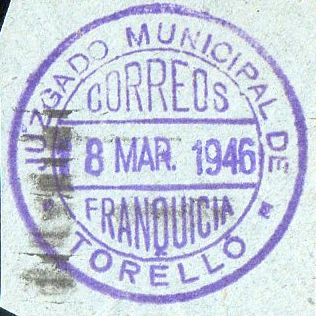 JUZGADO MUNICIPAL DE
CORREOS
8 MAR. 1946
FRANQUICIA
TORELLÓ